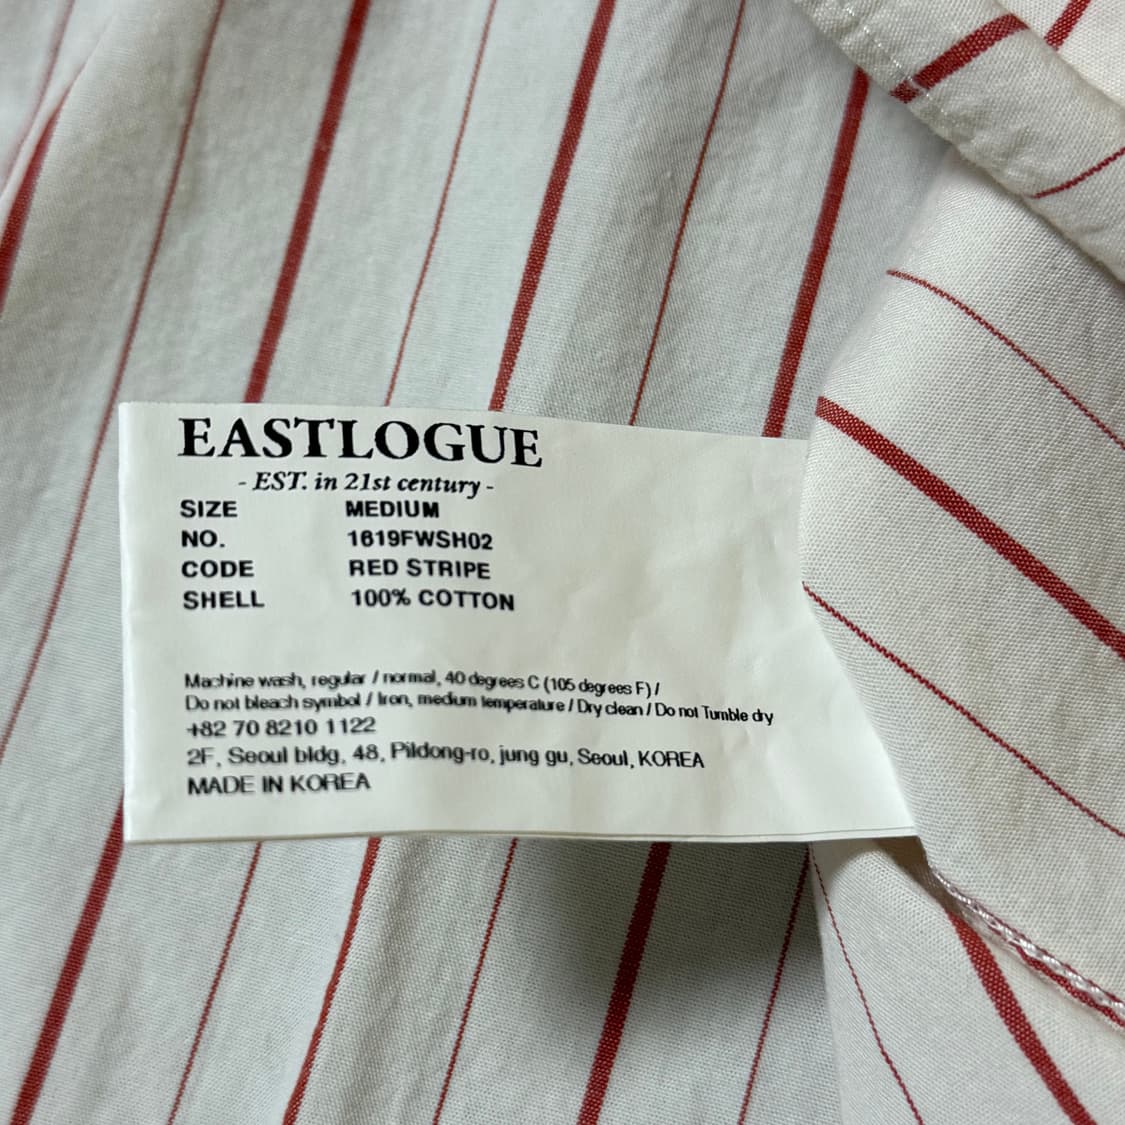 EASTLOGUE
- EST. in 21st century -
SIZE MEDIUM
NO. 1619FWSH02
CODE RED STRIPE
SHELL 100% COTTON
Machine wash, regular / normal, 40 degrees C (105 degrees F) /
Do not bleach symbol / Iron, medium temperature / Dry clean / Do not Tumble dry
+82 70 8210 1122
2F, Seoul bldg, 48, Pildong-ro, jung gu, Seoul, KOREA
MADE IN KOREA